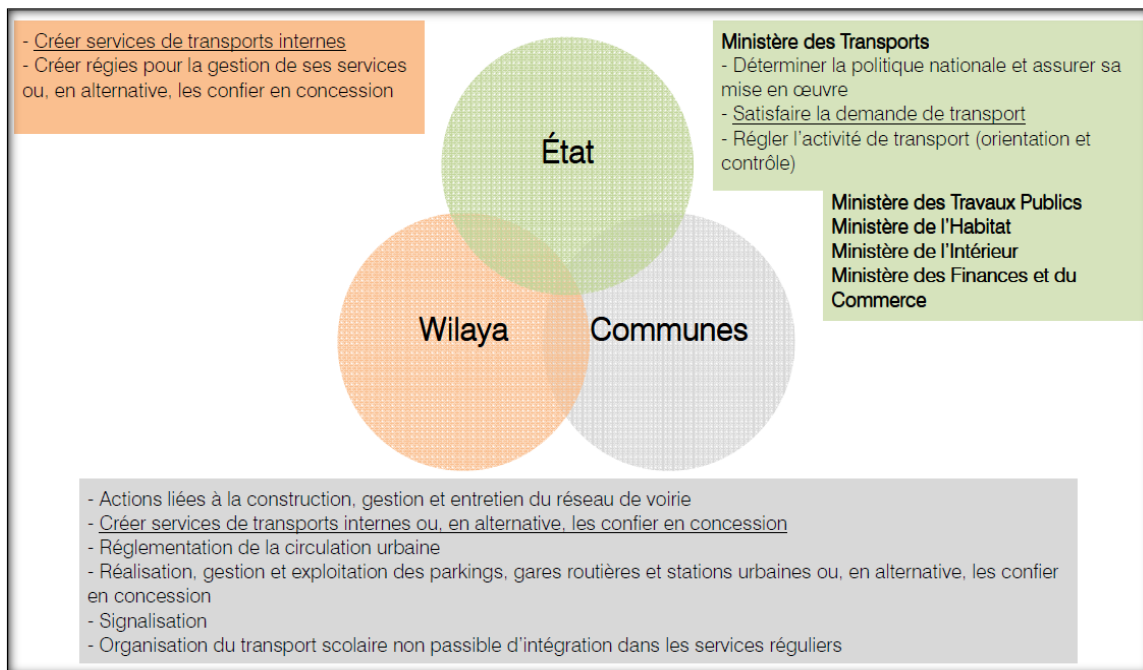 - Créer services de transports internes
- Créer régies pour la gestion de ses services
ou, en alternative, les confier en concession
Ministère des Transports
- Déterminer la politique nationale et assurer sa
mise en œuvre
- Satisfaire la demande de transport
- Régler l'activité de transport (orientation et
contrôle)
Ministère des Travaux Publics
Ministère de l'Habitat
Ministère de l'Intérieur
Ministère des Finances et du
Commerce
État
Wilaya
Communes
- Actions liées à la construction, gestion et entretien du réseau de voirie
- Créer services de transports internes ou, en alternative, les confier en concession
- Réglementation de la circulation urbaine
- Réalisation, gestion et exploitation des parkings, gares routières et stations urbaines ou, en alternative, les confier
en concession
- Signalisation
- Organisation du transport scolaire non passible d'intégration dans les services réguliers